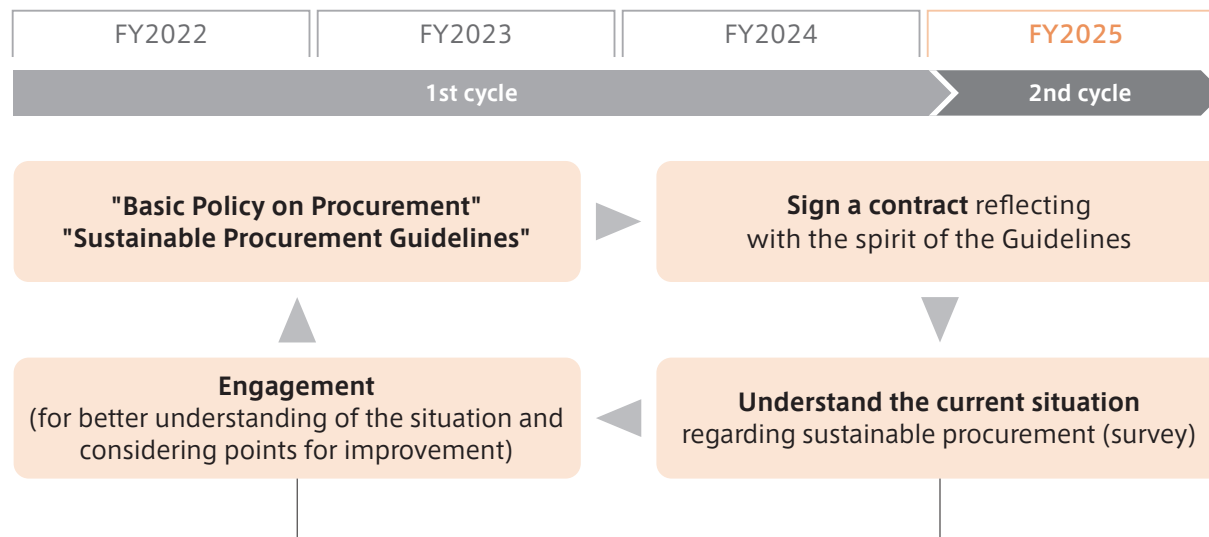 FY2022
FY2023
FY2024
FY2025
1st cycle
2nd cycle
"Basic Policy on Procurement"
"Sustainable Procurement Guidelines"
Sign a contract reflecting
with the spirit of the Guidelines
Engagement
(for better understanding of the situation and
considering points for improvement)
Understand the current situation
regarding sustainable procurement (survey)